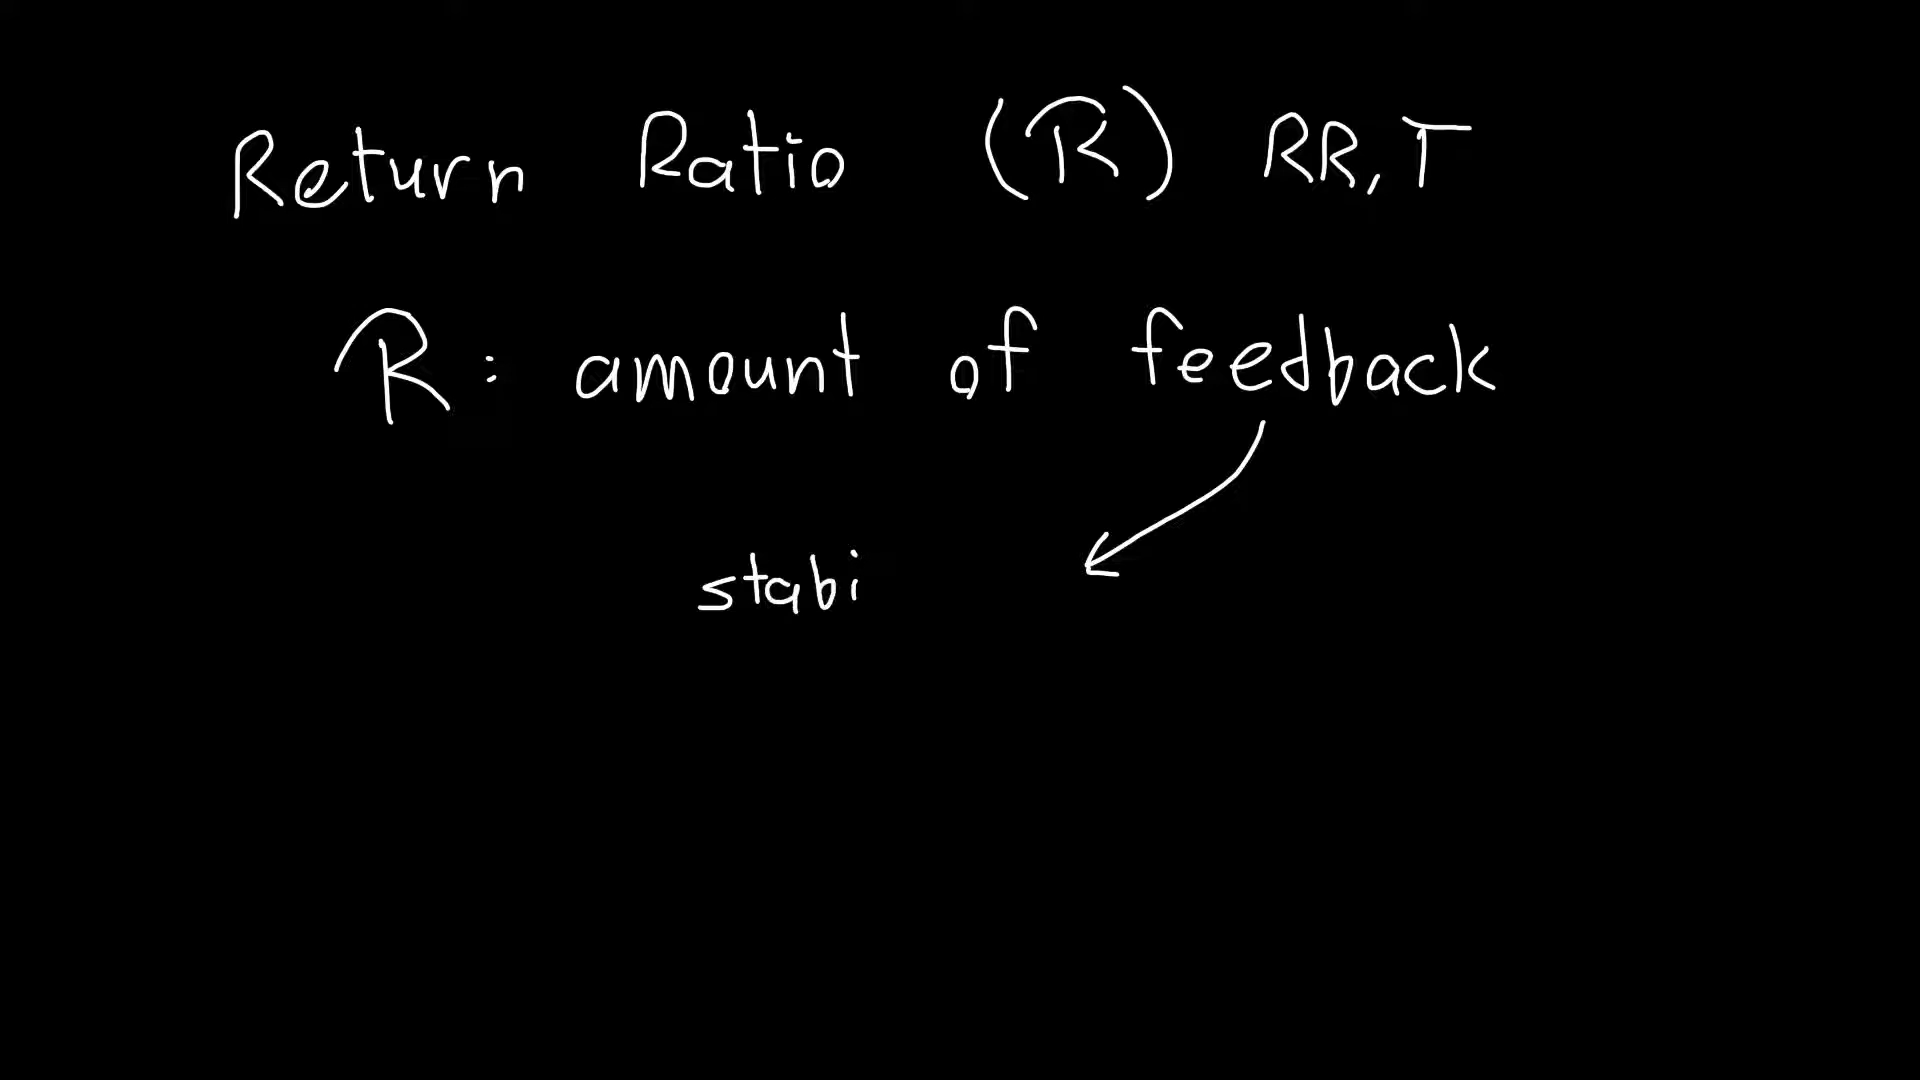 Return Ratio (R) RR, T
R : amount of feedback
stabi